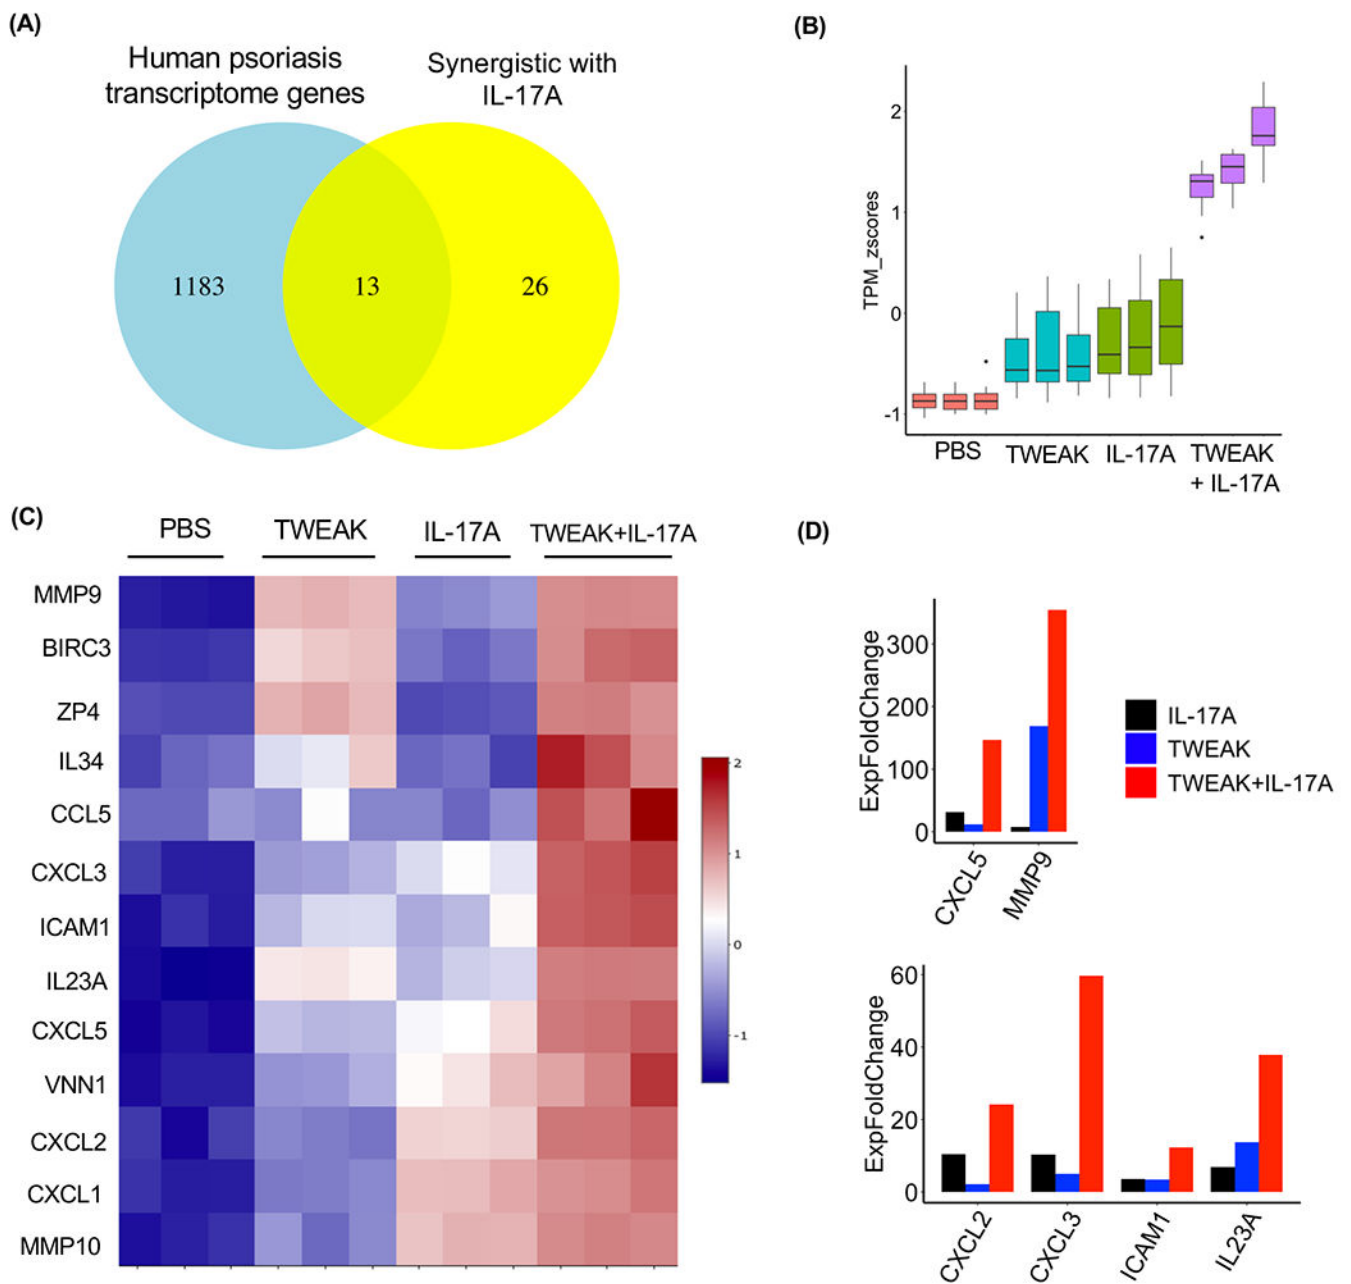 (A)
Human psoriasis
transcriptome genes
Synergistic with
IL-17A
1183
13
26
(B)
TPM_zscores
2
1
0
-1
PBS
TWEAK
IL-17A
TWEAK
+ IL-17A
(C)
PBS
TWEAK
IL-17A
TWEAK+IL-17A
MMP9
BIRC3
ZP4
IL34
CCL5
CXCL3
ICAM1
IL23A
CXCL5
VNN1
CXCL2
CXCL1
MMP10
2
1
0
-1
(D)
ExpFoldChange
300
200
100
0
CXCL5
MMP9
IL-17A
TWEAK
TWEAK+IL-17A
ExpFoldChange
60
40
20
0
CXCL2
CXCL3
ICAM1
IL23A